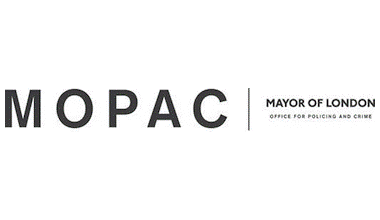 MOPAC
MAYOR OF LONDON
OFFICE FOR POLICING AND CRIME